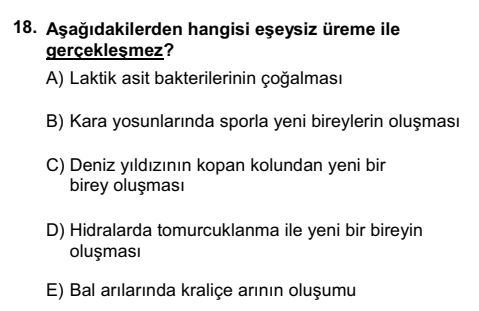 18. Aşağıdakilerden hangisi eşeysiz üreme ile
gerçekleşmez?
A) Laktik asit bakterilerinin çoğalması
B) Kara yosunlarında sporla yeni bireylerin oluşması
C) Deniz yıldızının kopan kolundan yeni bir
birey oluşması
D) Hidralarda tomurcuklanma ile yeni bir bireyin
oluşması
E) Bal arılarında kraliçe arının oluşumu